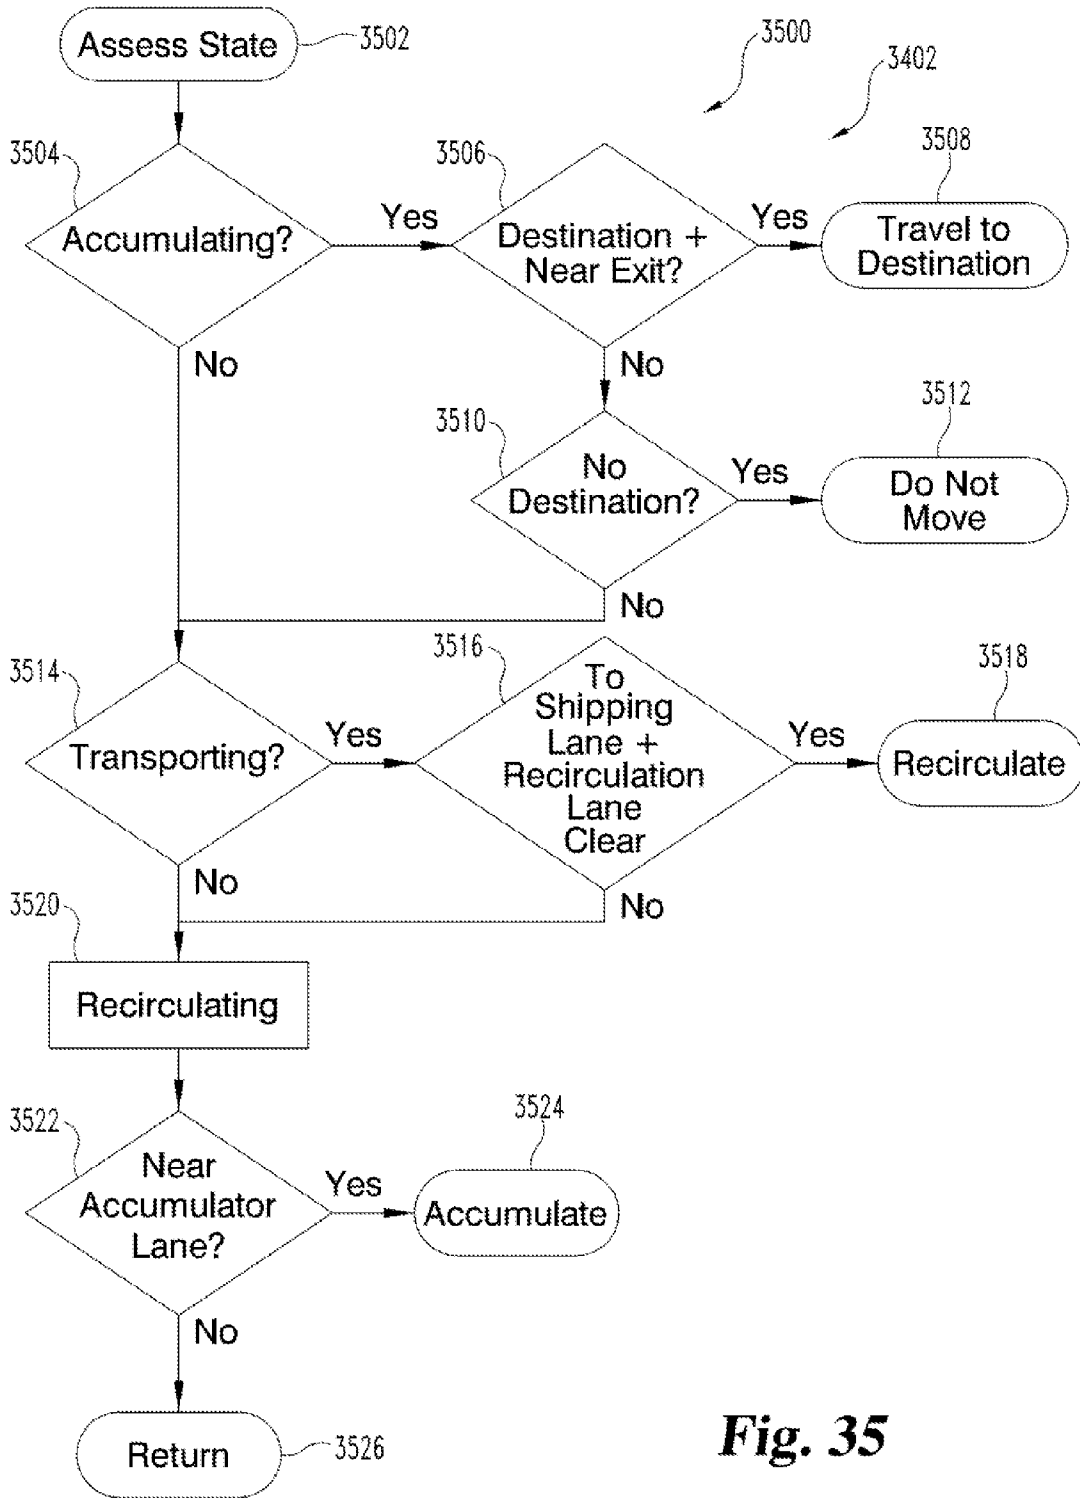 Assess State
3502
3500
3402
3504
Accumulating?
Yes
No
3506
Destination +
Near Exit?
Yes
No
3508
Travel to
Destination
3510
No
Destination?
Yes
No
3512
Do Not
Move
3514
Transporting?
Yes
No
3516
To
Shipping
Lane +
Recirculation
Lane
Clear
Yes
No
3518
Recirculate
3520
Recirculating
3522
Near
Accumulator
Lane?
Yes
No
3524
Accumulate
Return
3526
Fig. 35